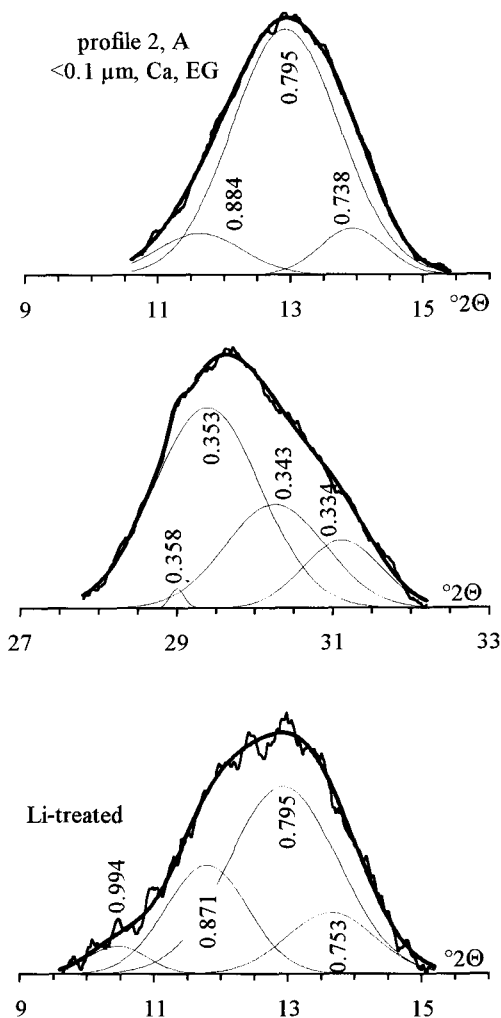 profile 2, A
<0.1 µm, Ca, EG
0.795
0.884
0.738
9 11 13 15 °2Θ
0.353
0.343
0.334
0.358
°2Θ
27 29 31 33
Li-treated
0.994
0.871
0.795
0.753
°2Θ
9 11 13 15